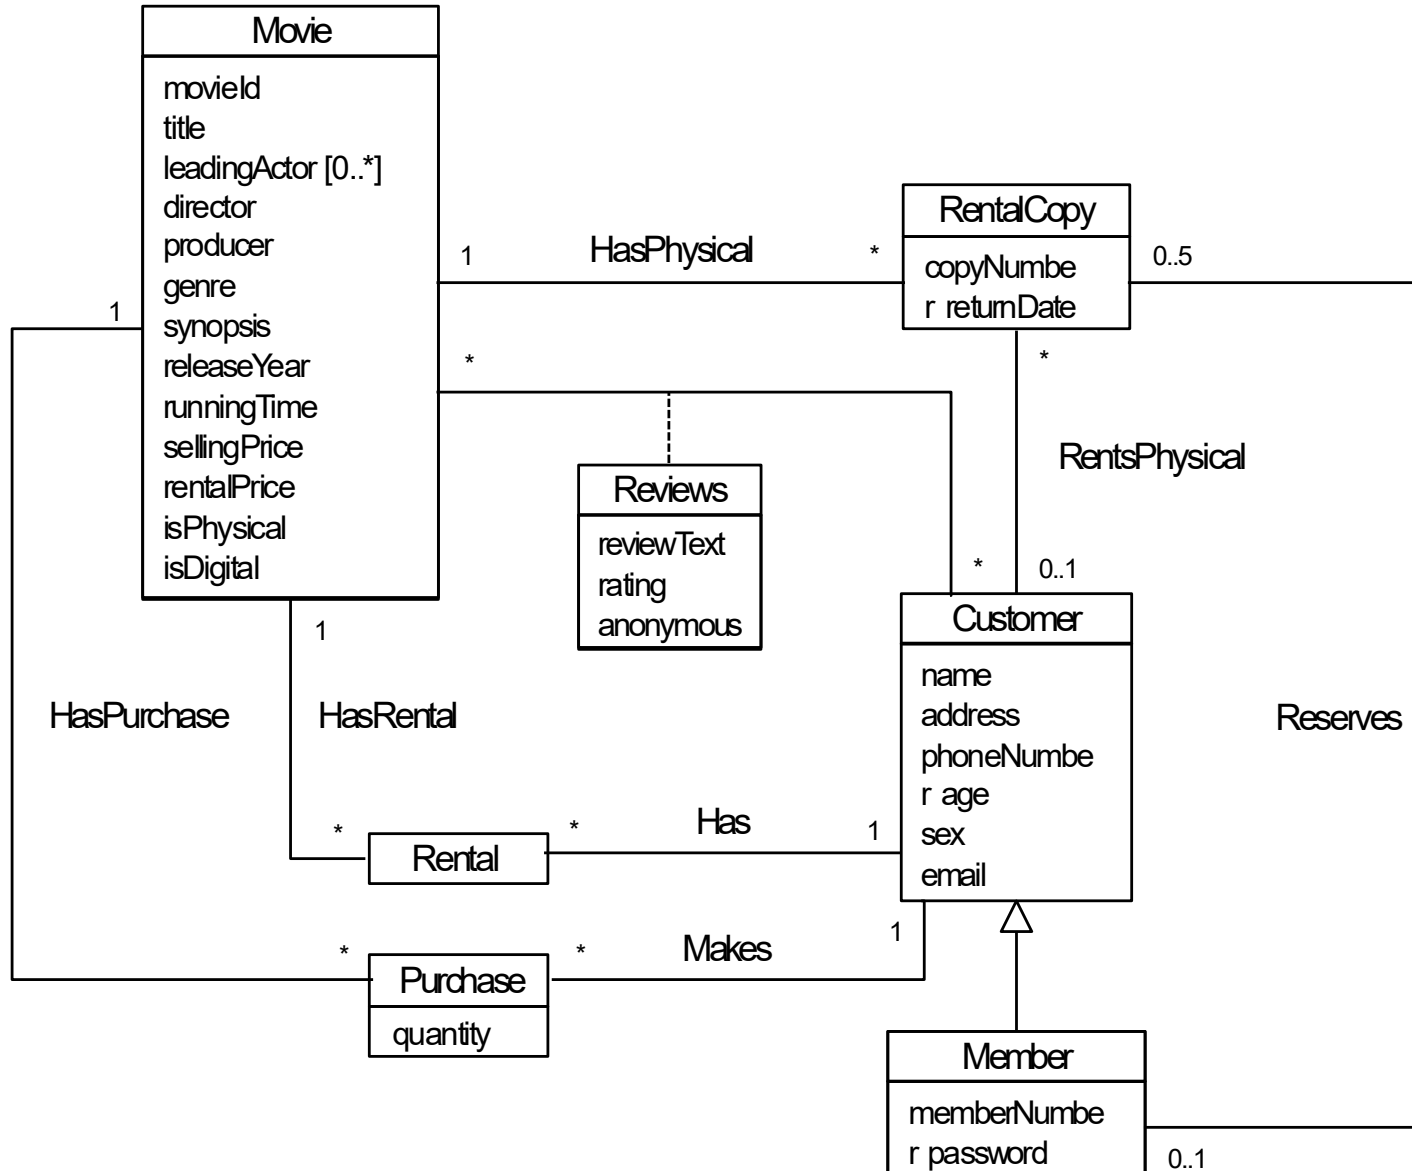 Movie
movieId
title
leadingActor [0..*]
director
producer
genre
synopsis
releaseYear
runningTime
sellingPrice
rentalPrice
isPhysical
isDigital
1
HasPhysical
*
RentalCopy
copyNumbe
r returnDate
0..5
1
*
*
RentsPhysical
Reviews
reviewText
rating
anonymous
*
0..1
Customer
name
address
phoneNumbe
r age
sex
email
1
HasPurchase
HasRental
Reserves
*
Rental
*
Has
1
*
Purchase
quantity
*
Makes
1
Member
memberNumbe
r password
0..1